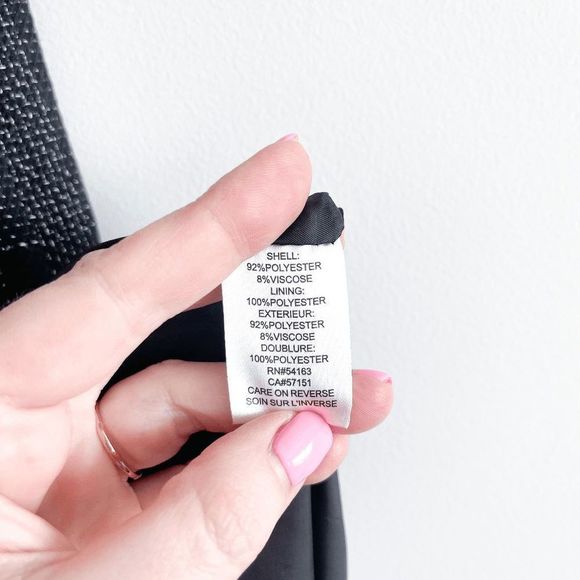 SHELL:
92%POLYESTER
8%VISCOSE
LINING:
100%POLYESTER
EXTERIEUR:
92%POLYESTER
8%VISCOSE
DOUBLURE:
100%POLYESTER
RN#54163
CA#57151
CARE ON REVERSE
SOIN SUR L'INVERSE